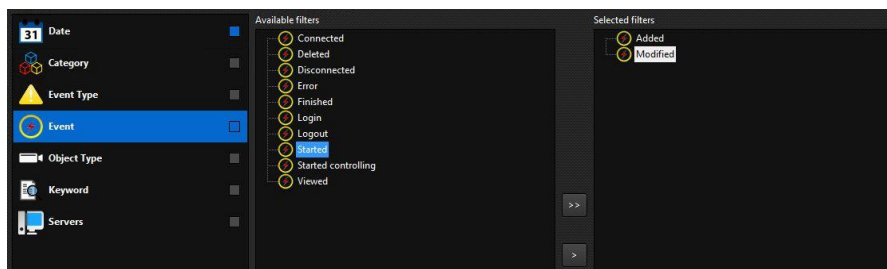 Available filters
Selected filters
31
Date
Category
Event Type
Event
Object Type
Keyword
Servers
Connected
Deleted
Disconnected
Error
Finished
Login
Logout
Started
Started controlling
Viewed
>>
>
Added
Modified